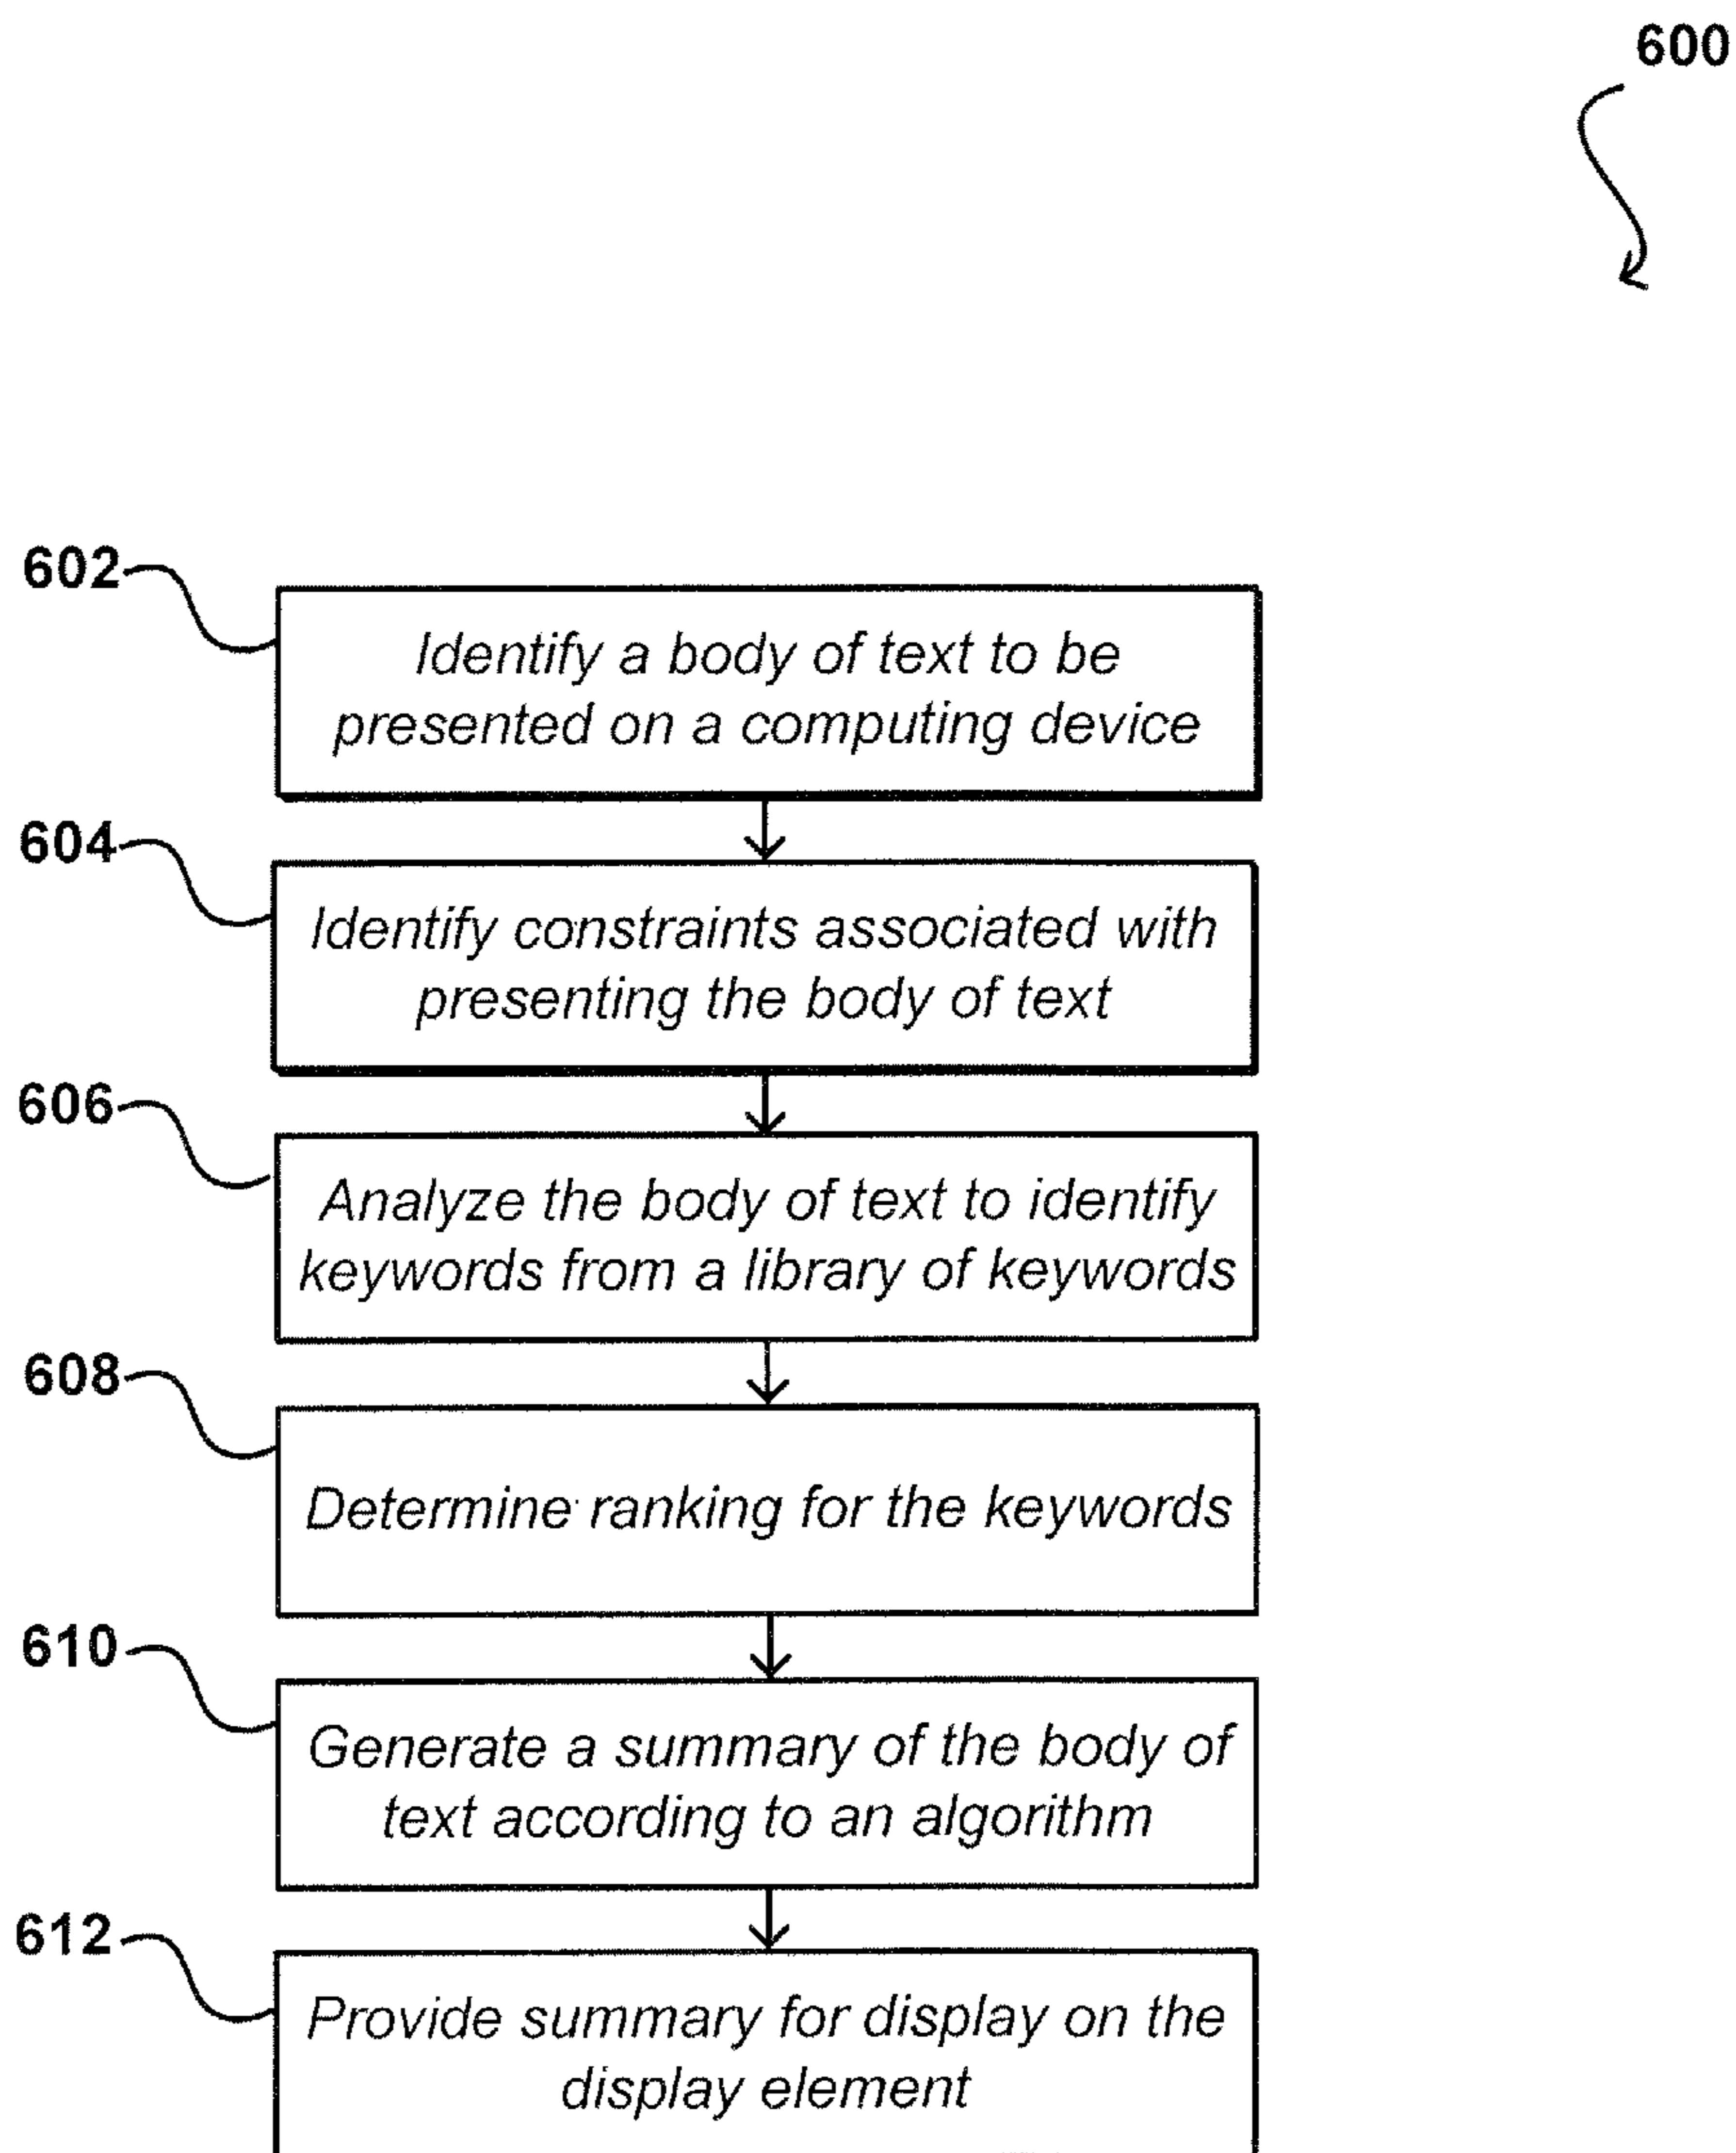 600
602
Identify a body of text to be
presented on a computing device
604
Identify constraints associated with
presenting the body of text
606
Analyze the body of text to identify
keywords from a library of keywords
608
Determine ranking for the keywords
610
Generate a summary of the body of
text according to an algorithm
612
Provide summary for display on the
display element